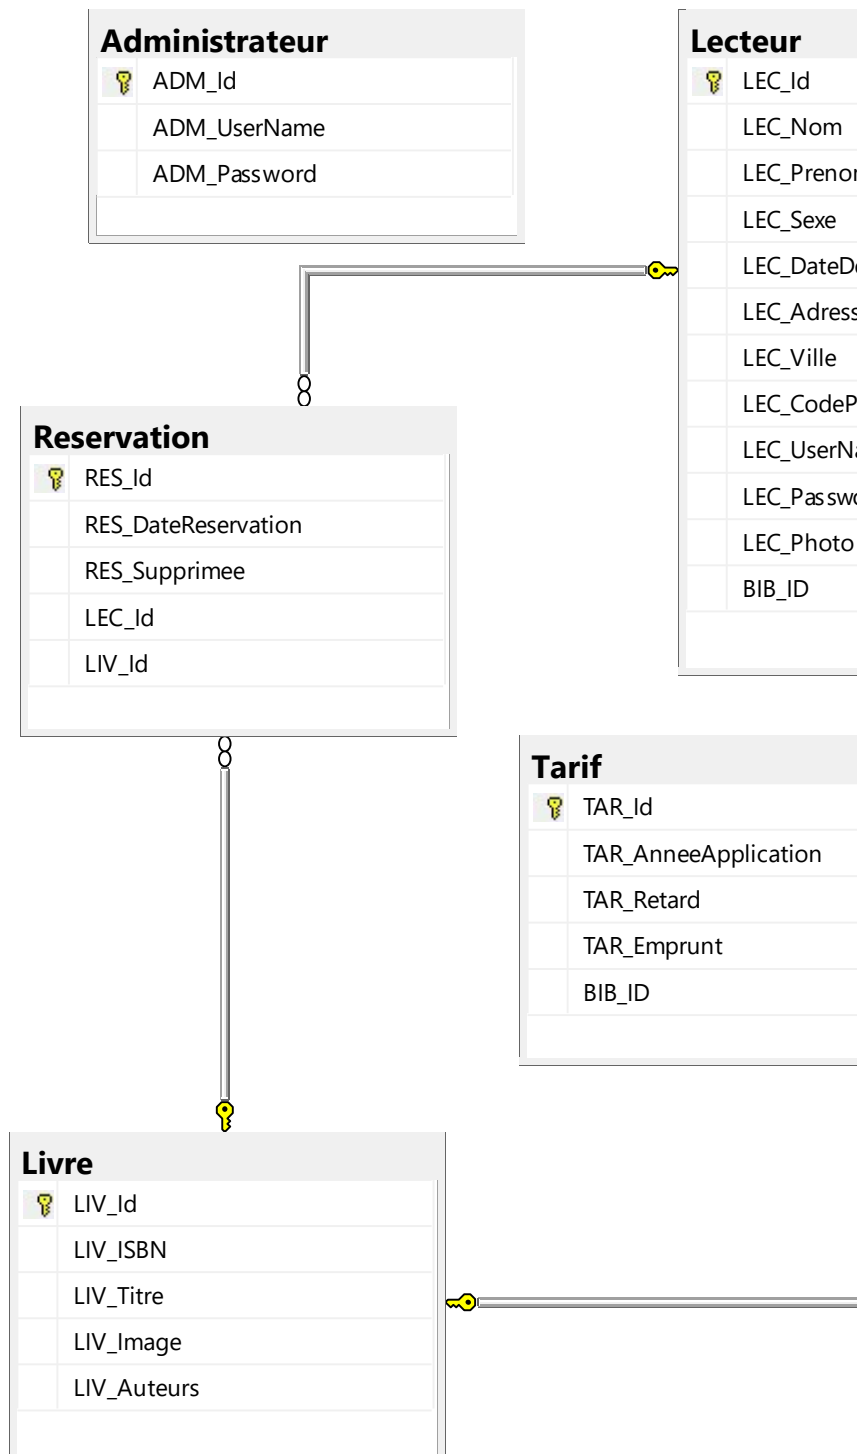 Administrateur
ADM_Id
ADM_UserName
ADM_Password
Lecteur
LEC_Id
LEC_Nom
LEC_Sexe
LEC_Ville
LEC_Photo
BIB_ID
Reservation
RES_Id
RES_DateReservation
RES_Supprimee
LEC_Id
LIV_Id
Tarif
TAR_Id
TAR_AnneeApplication
TAR_Retard
TAR_Emprunt
BIB_ID
Livre
LIV_Id
LIV_ISBN
LIV_Titre
LIV_Image
LIV_Auteurs